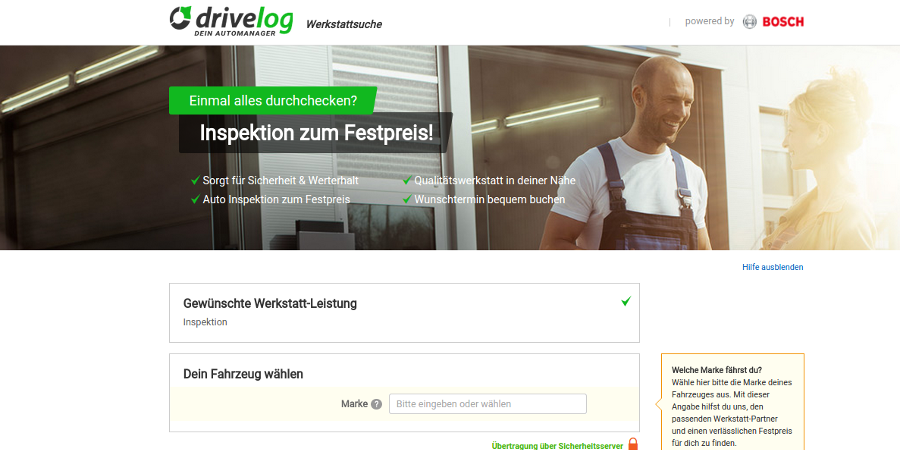 drivelog
DEIN AUTOMANAGER
Werkstattsuche
powered by BOSCH
Einmal alles durchchecken?
Inspektion zum Festpreis!
Sorgt für Sicherheit & Werterhalt
Qualitätswerkstatt in deiner Nähe
Auto Inspektion zum Festpreis
Wunschtermin bequem buchen
Hilfe ausblenden
Gewünschte Werkstatt-Leistung
Inspektion
Dein Fahrzeug wählen
Marke ?
Bitte eingeben oder wählen
Welche Marke fährst du?
Wähle hier bitte die Marke deines
Fahrzeuges aus. Mit dieser
Angabe hilfst du uns, den
passenden Werkstatt-Partner
und einen verlässlichen Festpreis
für dich zu finden.
Übertragung über Sicherheitsserver